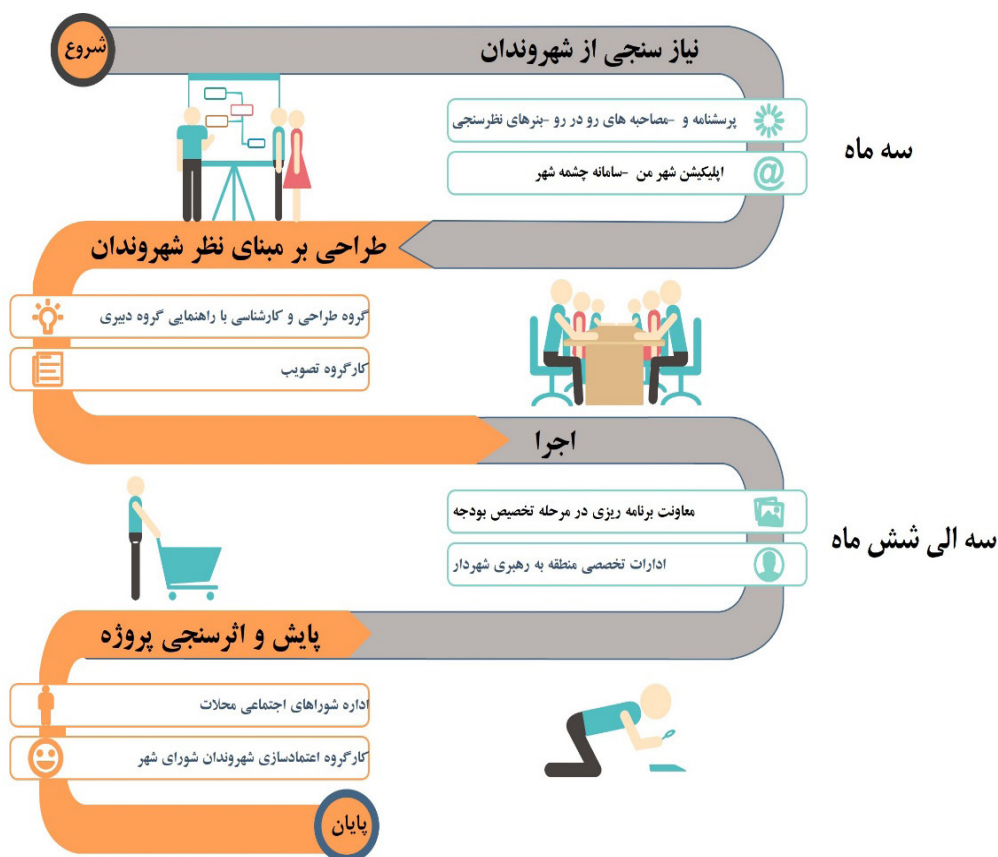 شروع
نیاز سنجی از شهروندان
پرسشنامه و -مصاحبه های رو در رو -بنرهای نظرسنجی
اپلیکیشن شهر من -سامانه چشمه شهر
سه ماه
طراحی بر مبنای نظر شهروندان
گروه طراحی و کارشناسی با راهنمایی گروه دبیری
کارگروه تصویب
اجرا
معاونت برنامه ریزی در مرحله تخصیص بودجه
ادارات تخصصی منطقه به رهبری شهردار
سه الی شش ماه
پایش و اثرسنجی پروژه
اداره شوراهای اجتماعی محلات
کارگروه اعتمادسازی شهروندان شورای شهر
پایان